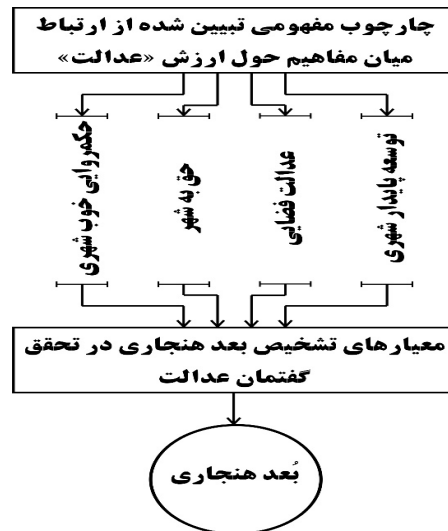 چارچوب مفهومی تبیین شده از ارتباط
میان مفاهیم حول ارزش «عدالت»
توسعه پایدار شهری
عدالت فضایی
حق به شهر
حکمروایی خوب شهری
معیارهای تشخیص بعد هنجاری در تحقق
گفتمان عدالت
بُعد هنجاری